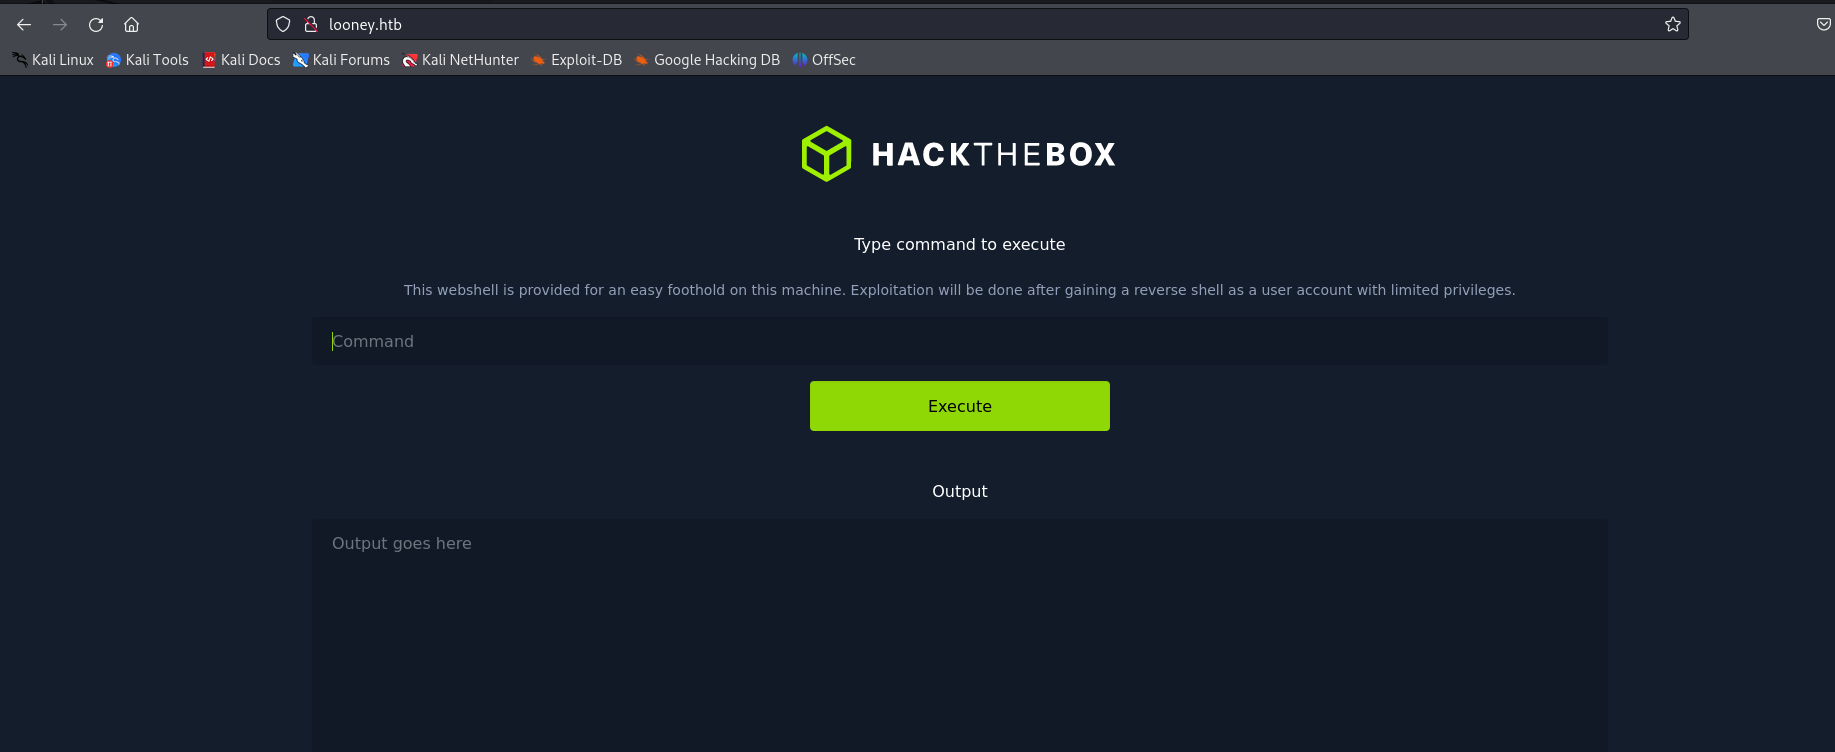 looney.htb
Kali Linux Kali Tools Kali Docs Kali Forums Kali NetHunter Exploit-DB Google Hacking DB OffSec
HACKTHEBOX
Type command to execute
This webshell is provided for an easy foothold on this machine. Exploitation will be done after gaining a reverse shell as a user account with limited privileges.
Command
Execute
Output
Output goes here